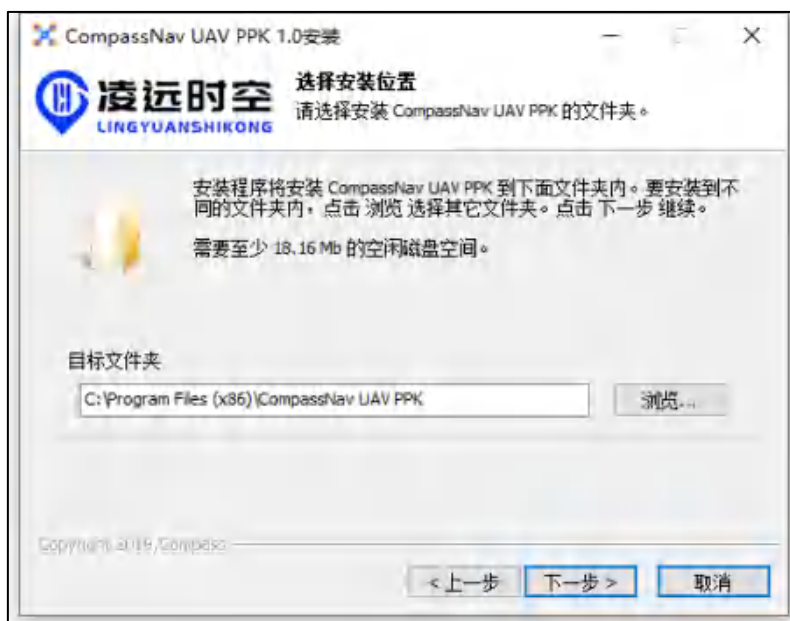 CompassNav UAV PPK 1.0安装
凌远时空
LINGYUANSHIKONG
选择安装位置
请选择安装 CompassNav UAV PPK 的文件夹。
安装程序将安装 CompassNav UAV PPK 到下面文件夹内。要安装到不
同的文件夹内，点击 浏览 选择其它文件夹。点击 下一步 继续。
需要至少 18.16 Mb 的空闲磁盘空间。
目标文件夹
C:\Program Files (x86)\CompassNav UAV PPK
浏览...
Copyright 2019, Compass
<上一步
下一步 >
取消